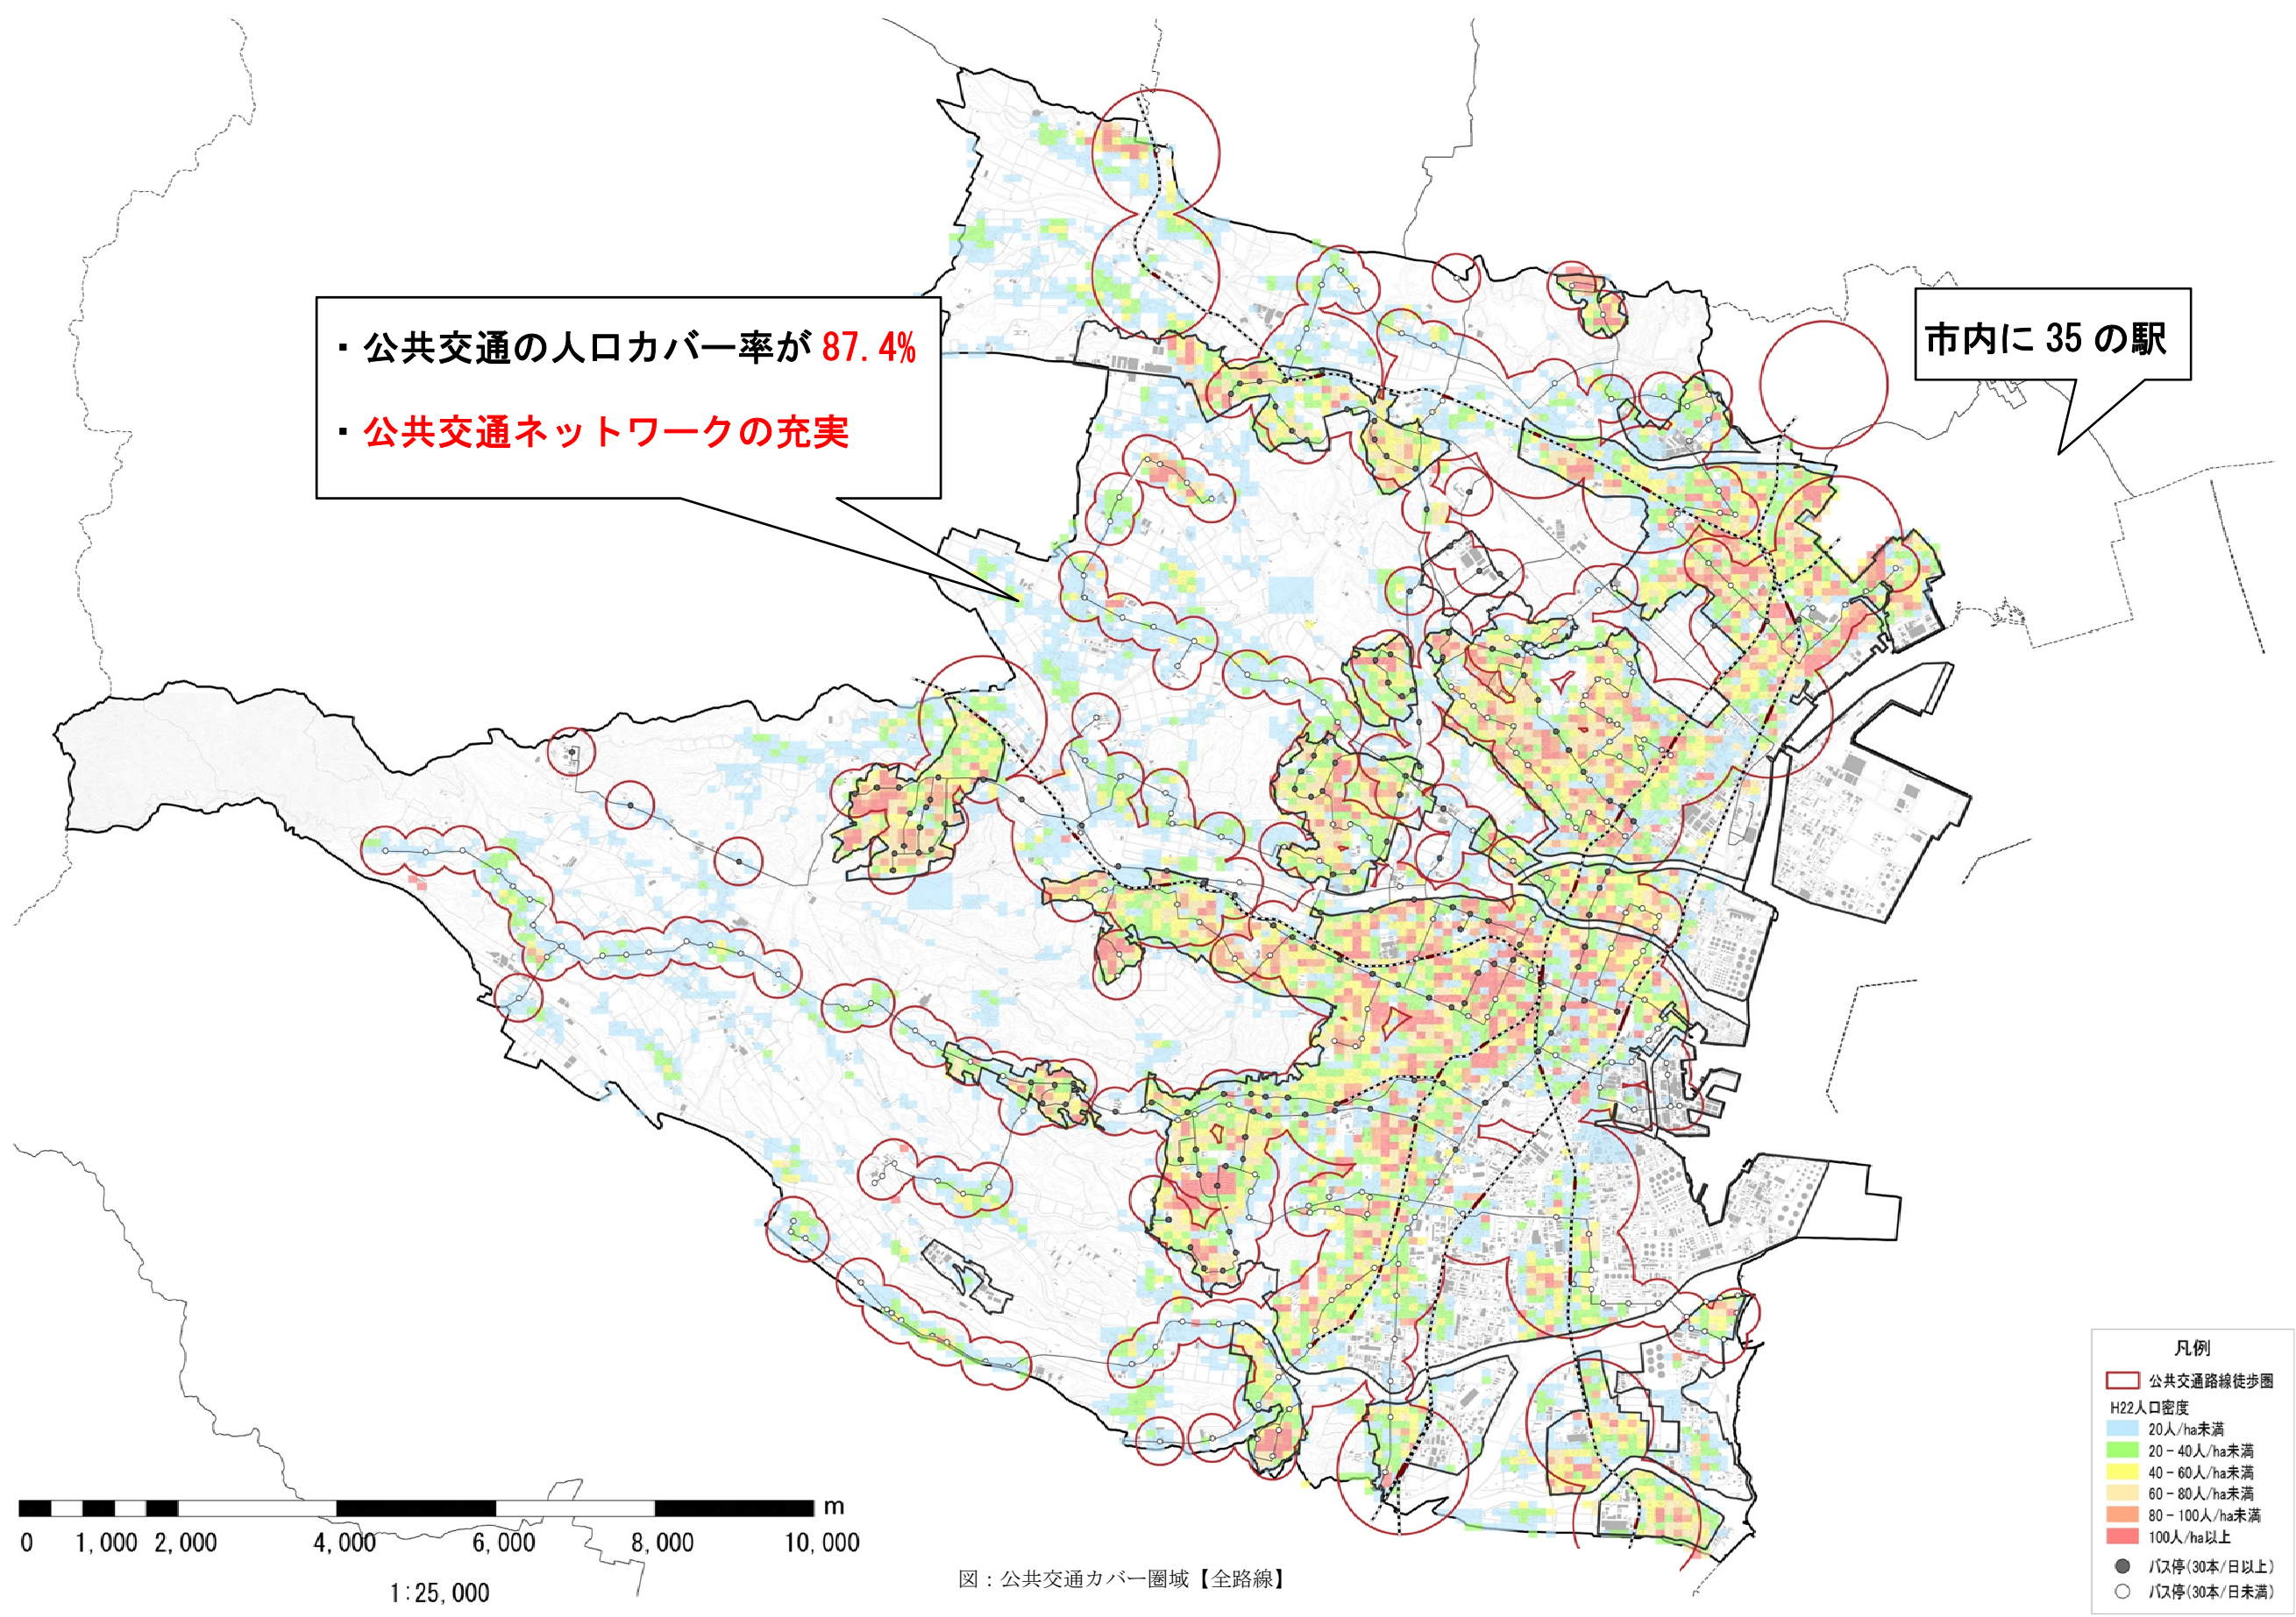 ・公共交通の人口カバー率が 87.4%
・公共交通ネットワークの充実
市内に 35 の駅
凡例
公共交通路線徒歩圏
H22人口密度
20人/ha未満
20－40人/ha未満
40－60人/ha未満
60－80人/ha未満
80－100人/ha未満
100人/ha以上
バス停(30本/日以上)
バス停(30本/日未満)
0 1,000 2,000 4,000 6,000 8,000 10,000 m
1:25,000
図：公共交通カバー圏域【全路線】